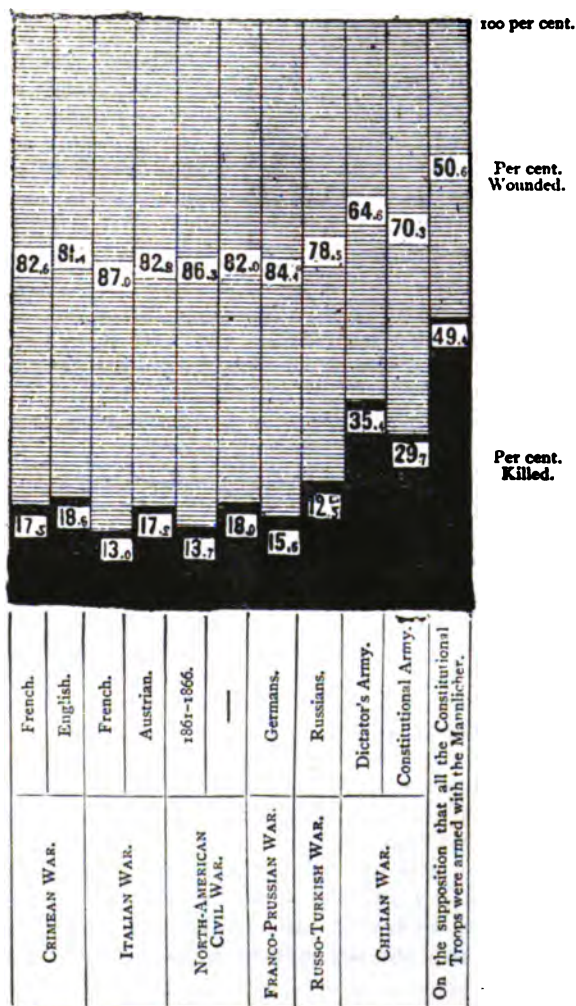 100 per cent.
Per cent.
Wounded.
Per cent.
Killed.
82.6
81.4
87.0
82.8
86.3
82.0
84.4
78.5
64.6
70.3
50.6
17.5
18.6
13.0
17.2
13.7
18.0
15.6
12.5
35.4
29.7
49.4
French.
English.
French.
Austrian.
1861-1866.
—
Germans.
Russians.
Dictator's Army.
Constitutional Army.
On the supposition that all the Constitutional
Troops were armed with the Mannlicher.
CRIMEAN WAR.
ITALIAN WAR.
NORTH-AMERICAN
CIVIL WAR.
FRANCO-PRUSSIAN WAR.
RUSSO-TURKISH WAR.
CHILIAN WAR.